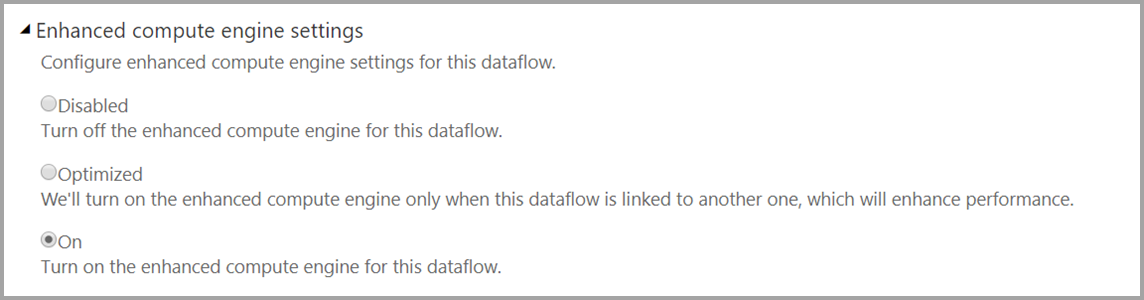 Enhanced compute engine settings
Configure enhanced compute engine settings for this dataflow.
Disabled
Turn off the enhanced compute engine for this dataflow.
Optimized
We'll turn on the enhanced compute engine only when this dataflow is linked to another one, which will enhance performance.
On
Turn on the enhanced compute engine for this dataflow.